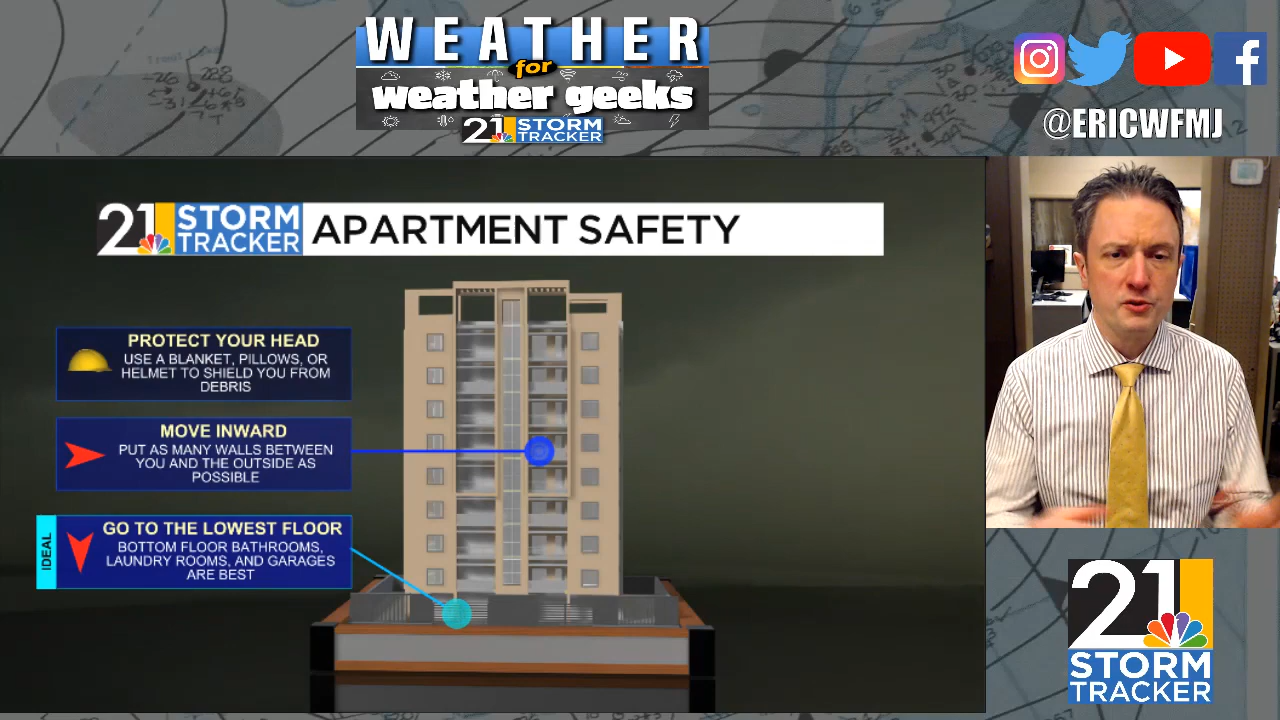 WEATHER
for
weather geeks
21 STORM
TRACKER
@ERICWFMJ
21 STORM
TRACKER
APARTMENT SAFETY
PROTECT YOUR HEAD
USE A BLANKET, PILLOWS, OR
HELMET TO SHIELD YOU FROM
DEBRIS
MOVE INWARD
PUT AS MANY WALLS BETWEEN
YOU AND THE OUTSIDE AS
POSSIBLE
IDEAL
GO TO THE LOWEST FLOOR
BOTTOM FLOOR BATHROOMS,
LAUNDRY ROOMS, AND GARAGES
ARE BEST
21
STORM
TRACKER